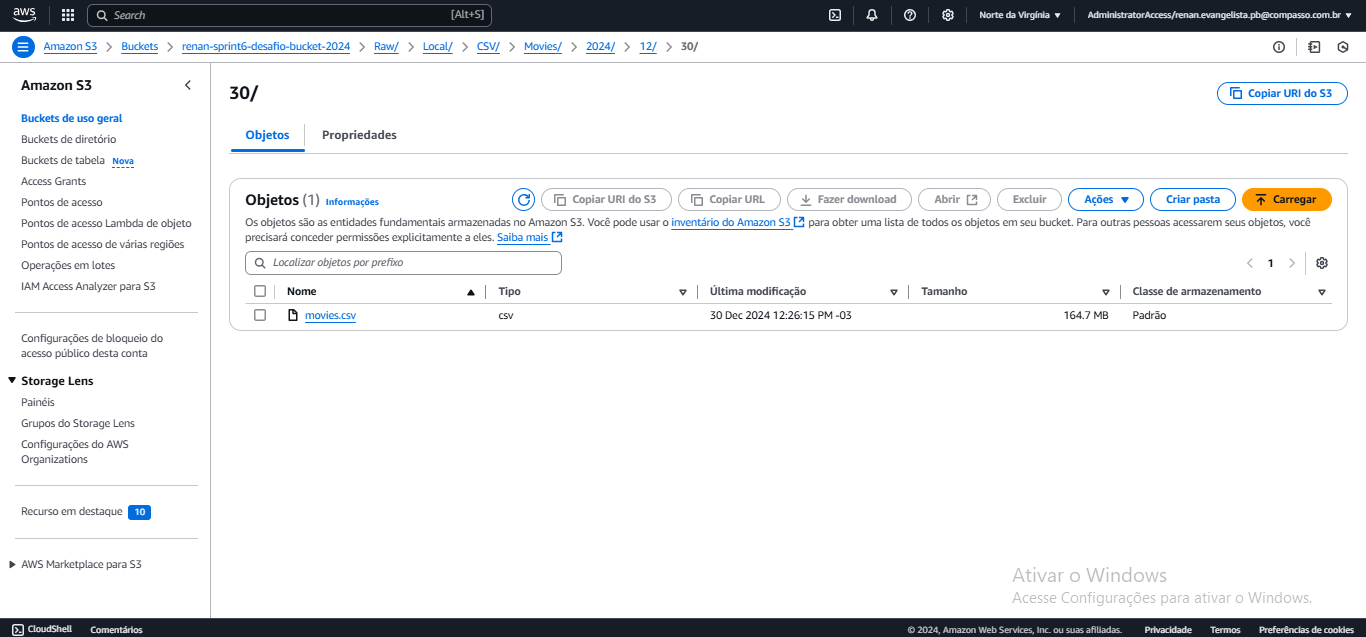 aws
Search [Alt+S]
Norte da Virgínia
AdministratorAccess/renan.evangelista.pb@compasso.com.br
Amazon S3 > Buckets > renan-sprint6-desafio-bucket-2024 > Raw/ > Local/ > CSV/ > Movies/ > 2024/ > 12/ > 30/
Amazon S3
Buckets de uso geral
Buckets de diretório
Buckets de tabela Nova
Access Grants
Pontos de acesso
Pontos de acesso Lambda de objeto
Pontos de acesso de várias regiões
Operações em lotes
IAM Access Analyzer para S3
Configurações de bloqueio do
acesso público desta conta
Storage Lens
Painéis
Grupos do Storage Lens
Configurações do AWS
Organizations
Recurso em destaque 10
AWS Marketplace para S3
30/
Copiar URI do S3
Objetos Propriedades
Objetos (1) Informações
Copiar URI do S3 Copiar URL Fazer download Abrir Excluir Ações Criar pasta Carregar
Os objetos são as entidades fundamentais armazenadas no Amazon S3. Você pode usar o inventário do Amazon S3 para obter uma lista de todos os objetos em seu bucket. Para outras pessoas acessarem seus objetos, você
precisará conceder permissões explicitamente a eles. Saiba mais
Localizar objetos por prefixo
1
Nome Tipo Última modificação Tamanho Classe de armazenamento
movies.csv csv 30 Dec 2024 12:26:15 PM -03 164.7 MB Padrão
Ativar o Windows
Acesse Configurações para ativar o Windows.
CloudShell Comentários
© 2024, Amazon Web Services, Inc. ou suas afiliadas. Privacidade Termos Preferências de cookies